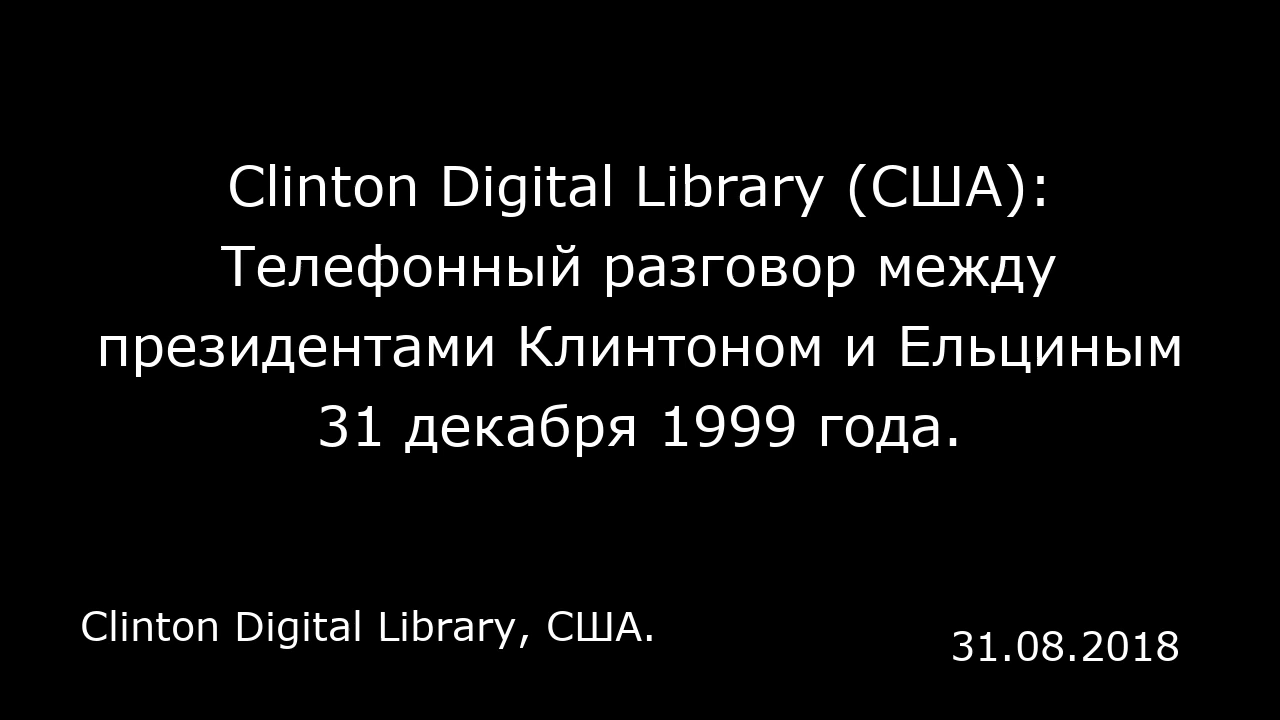 Clinton Digital Library (США):
Телефонный разговор между
президентами Клинтоном и Ельциным
31 декабря 1999 года.
Clinton Digital Library, США.
31.08.2018